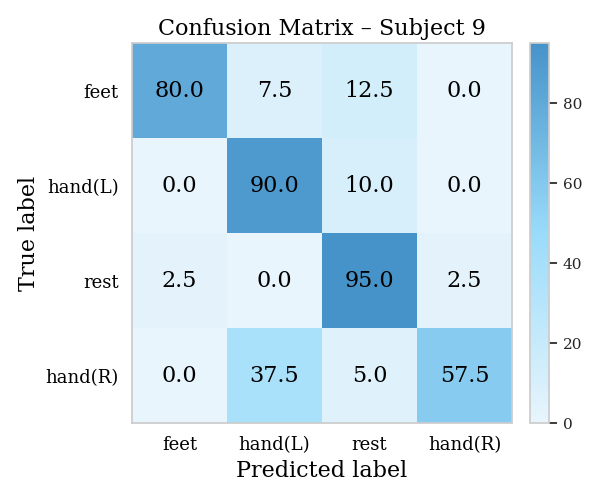 Confusion Matrix – Subject 9
feet 80.0 7.5 12.5 0.0
hand(L) 0.0 90.0 10.0 0.0
rest 2.5 0.0 95.0 2.5
hand(R) 0.0 37.5 5.0 57.5
feet hand(L) rest hand(R)
Predicted label
True label
80
60
40
20
0